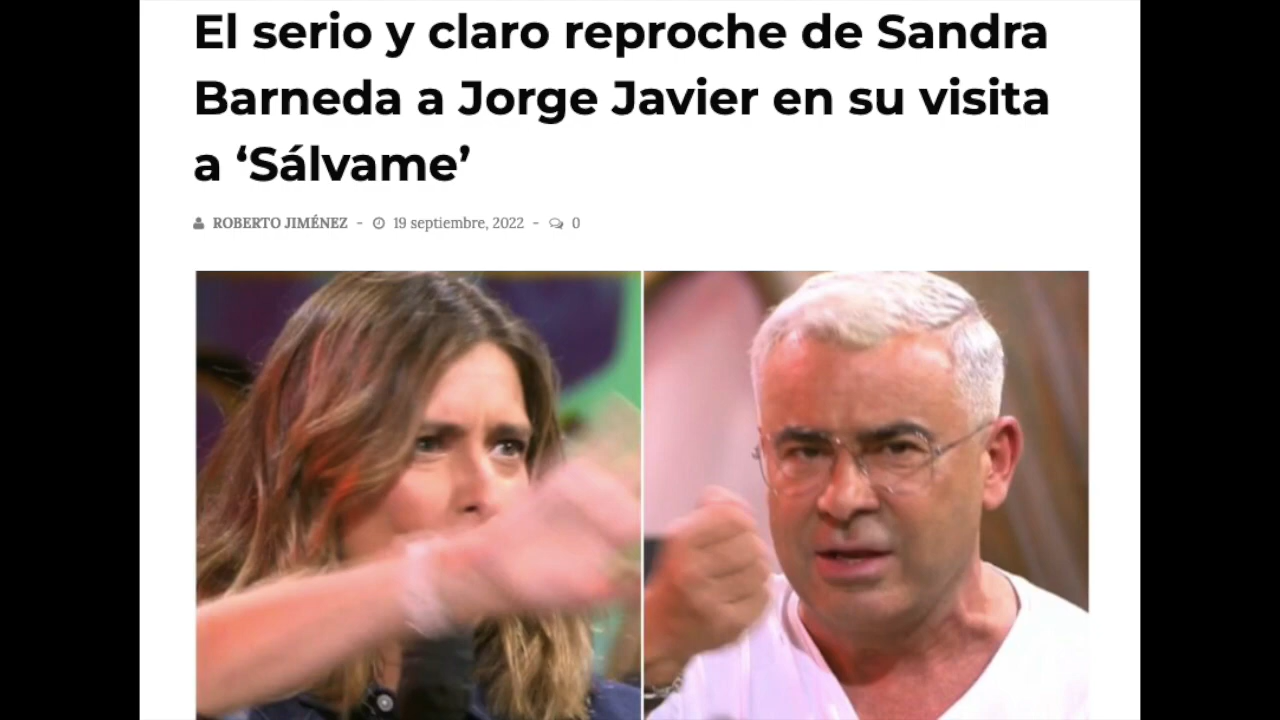 El serio y claro reproche de Sandra
Barneda a Jorge Javier en su visita
a ‘Sálvame’
ROBERTO JIMÉNEZ - 19 septiembre, 2022 - 0